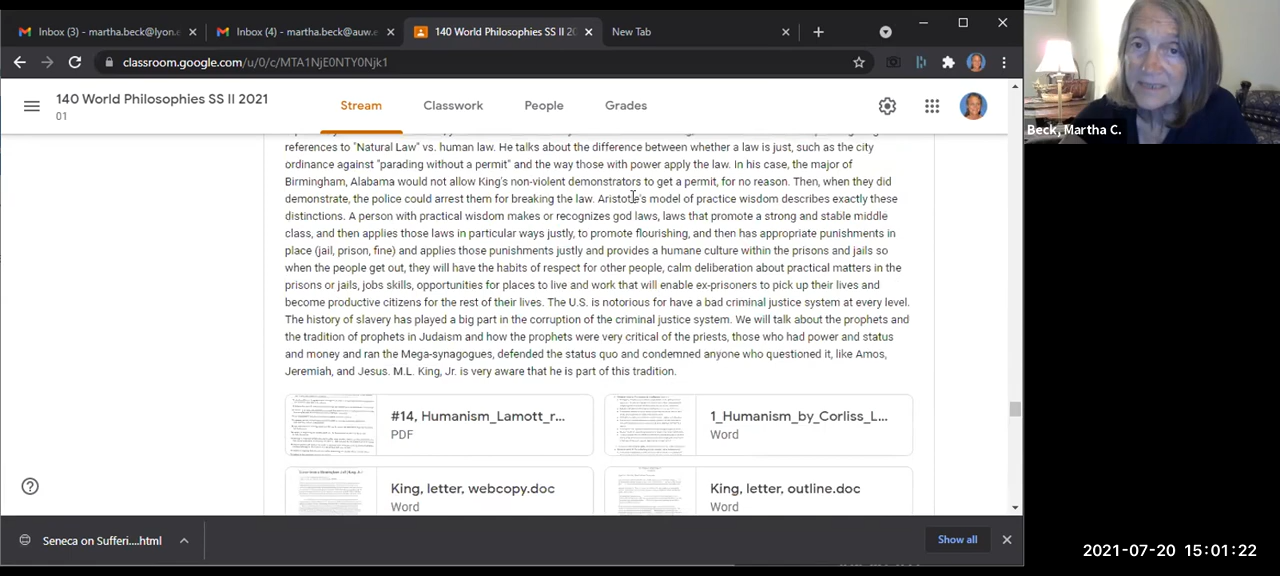 Inbox (3) - martha.beck@lyon.e
Inbox (4) - martha.beck@auw.e
140 World Philosophies SS II 20
New Tab
classroom.google.com/u/0/c/MTA1NjE0NTY0Njk1
140 World Philosophies SS II 2021
01
Stream
Classwork
People
Grades
Beck, Martha C.
references to "Natural Law" vs. human law. He talks about the difference between whether a law is just, such as the city
ordinance against "parading without a permit" and the way those with power apply the law. In his case, the major of
Birmingham, Alabama would not allow King's non-violent demonstrators to get a permit, for no reason. Then, when they did
demonstrate, the police could arrest them for breaking the law. Aristotle's model of practice wisdom describes exactly these
distinctions. A person with practical wisdom makes or recognizes god laws, laws that promote a strong and stable middle
class, and then applies those laws in particular ways justly, to promote flourishing, and then has appropriate punishments in
place (jail, prison, fine) and applies those punishments justly and provides a humane culture within the prisons and jails so
when the people get out, they will have the habits of respect for other people, calm deliberation about practical matters in the
prisons or jails, jobs skills, opportunities for places to live and work that will enable ex-prisoners to pick up their lives and
become productive citizens for the rest of their lives. The U.S. is notorious for have a bad criminal justice system at every level.
The history of slavery has played a big part in the corruption of the criminal justice system. We will talk about the prophets and
the tradition of prophets in Judaism and how the prophets were very critical of the priests, those who had power and status
and money and ran the Mega-synagogues, defended the status quo and condemned anyone who questioned it, like Amos,
Jeremiah, and Jesus. M.L. King, Jr. is very aware that he is part of this tradition.
#14_Humanism_Lamott_r...
PDF
1_Humanism_by_Corliss_L...
Word
King, letter, very copy.doc
Word
King, letter, outline.doc
Word
Seneca on Sufferi....html
Show all
2021-07-20 15:01:22